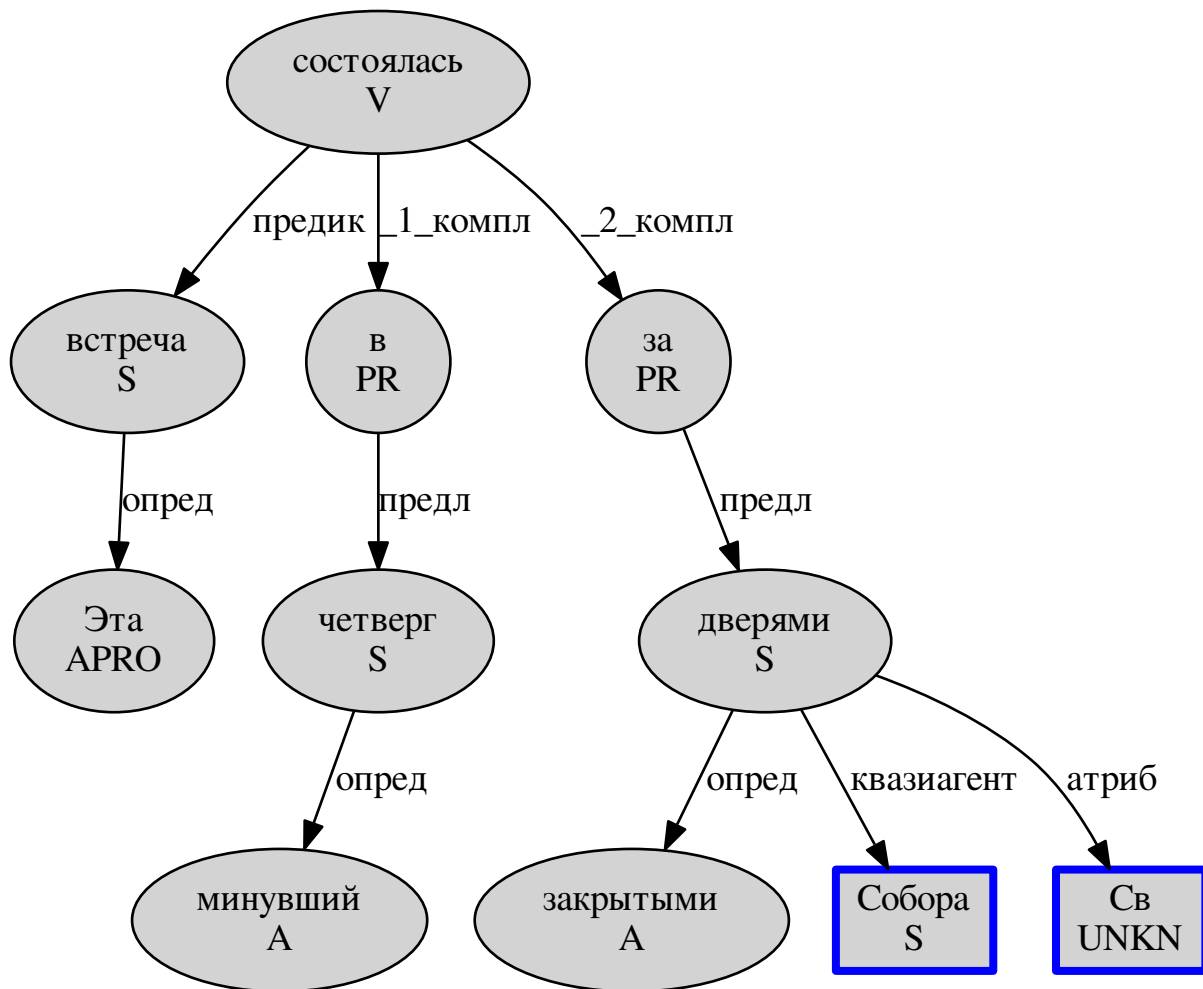 состоялась
V
предик
_1_компл
_2_компл
встреча
S
в
PR
за
PR
опред
предл
предл
Эта
APRO
четверг
S
дверями
S
опред
опред
квазиагент
атриб
минувший
A
закрытыми
A
Собора
S
Св
UNKN